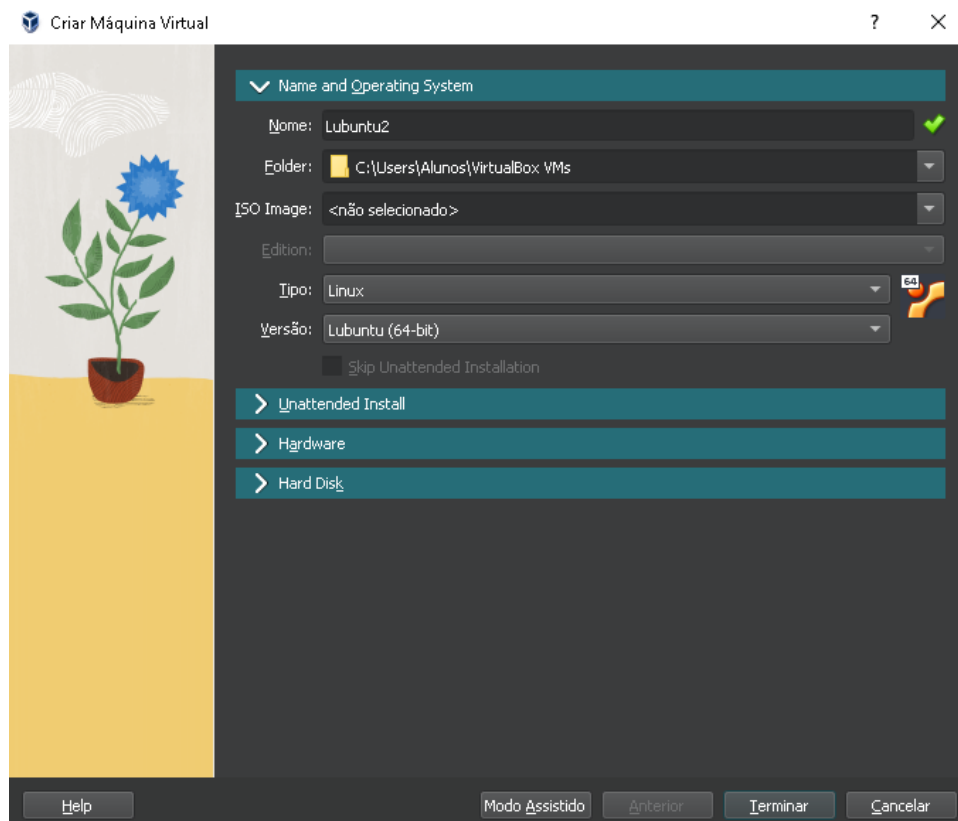 Criar Máquina Virtual
? ×
Name and Operating System
Nome: Lubuntu2
Folder: C:\Users\Alunos\VirtualBox VMs
ISO Image: <não selecionado>
Edition:
Tipo: Linux
64
Versão: Lubuntu (64-bit)
Skip Unattended Installation
Unattended Install
Hardware
Hard Disk
Help Modo Assistido Anterior Terminar Cancelar